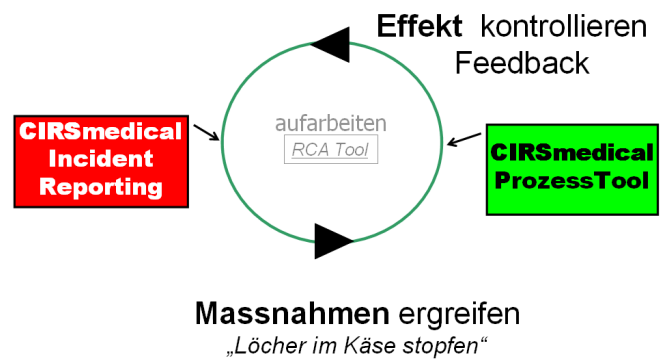 Effekt kontrollieren
Feedback
CIRSmedical
Incident
Reporting
aufarbeiten
RCA Tool
CIRSmedical
ProzessTool
Massnahmen ergreifen
„Löcher im Käse stopfen“